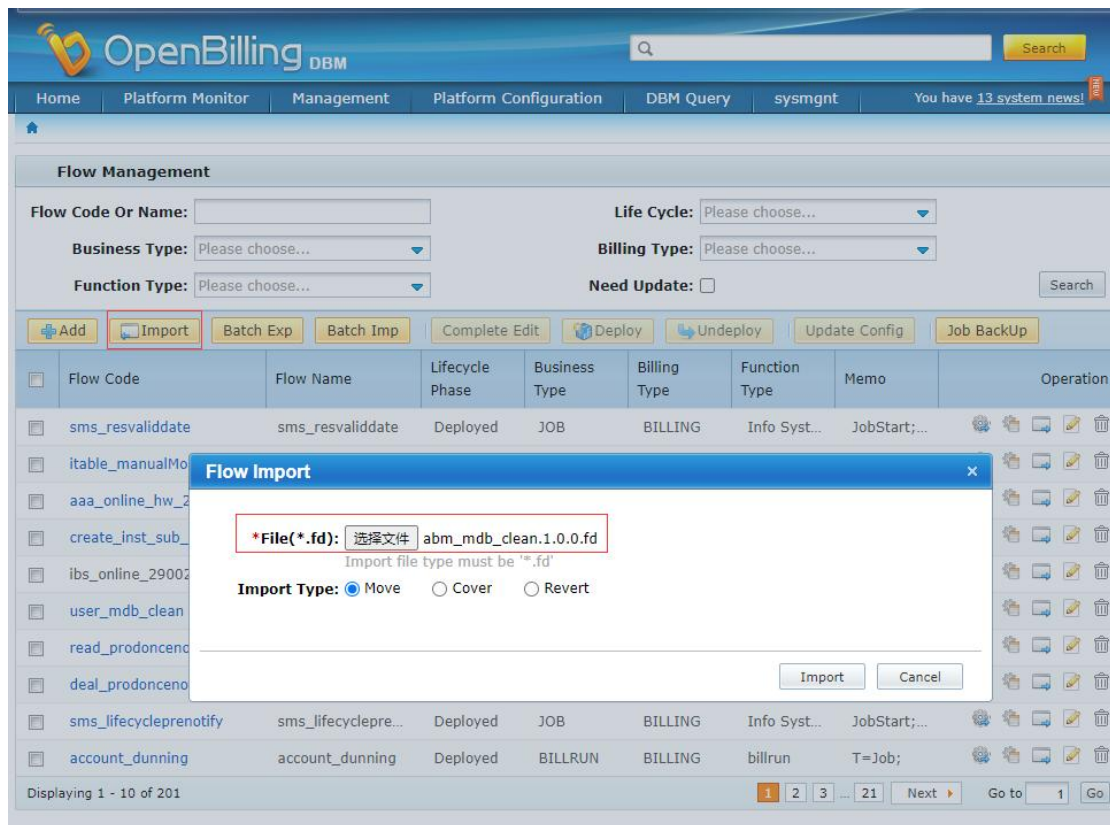 OpenBilling DBM
Search
Home Platform Monitor Management Platform Configuration DBM Query sysmgnt You have 13 system news! NEW
Flow Management
Flow Code Or Name: Life Cycle: Please choose...
Business Type: Please choose... Billing Type: Please choose...
Function Type: Please choose... Need Update: Search
Add Import Batch Exp Batch Imp Complete Edit Deploy Undeploy Update Config Job BackUp
Flow Code Flow Name Lifecycle Phase Business Type Billing Type Function Type Memo Operation
sms_resvaliddate sms_resvaliddate Deployed JOB BILLING Info Syst... JobStart;...
itable_manualMo
aaa_online_hw_2
create_inst_sub_
ibs_online_29002
user_mdb_clean
read_prodoncenc
deal_prodonceno
Flow Import
*File(*.fd): 选择文件 abm_mdb_clean.1.0.0.fd
Import file type must be '*.fd'
Import Type: Move Cover Revert
Import Cancel
sms_lifecycleprenotify sms_lifecyclepre... Deployed JOB BILLING Info Syst... JobStart;...
account_dunning account_dunning Deployed BILLRUN BILLING billrun T=Job;
Displaying 1 - 10 of 201 1 2 3 ... 21 Next Go to 1 Go